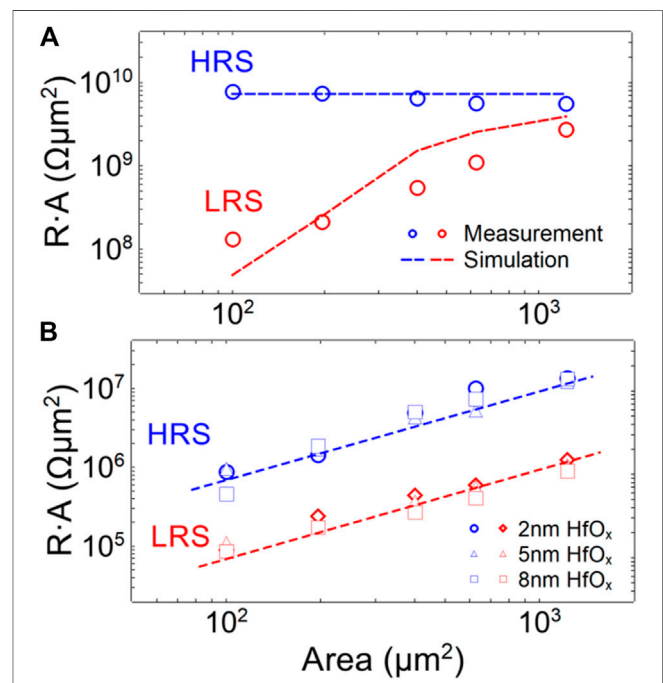 A
HRS
LRS
R·A (Ωμm²)
10¹⁰
10⁹
10⁸
Measurement
Simulation
10² 10³
B
HRS
LRS
R·A (Ωμm²)
10⁷
10⁶
10⁵
2nm HfOₓ
5nm HfOₓ
8nm HfOₓ
10² 10³
Area (μm²)